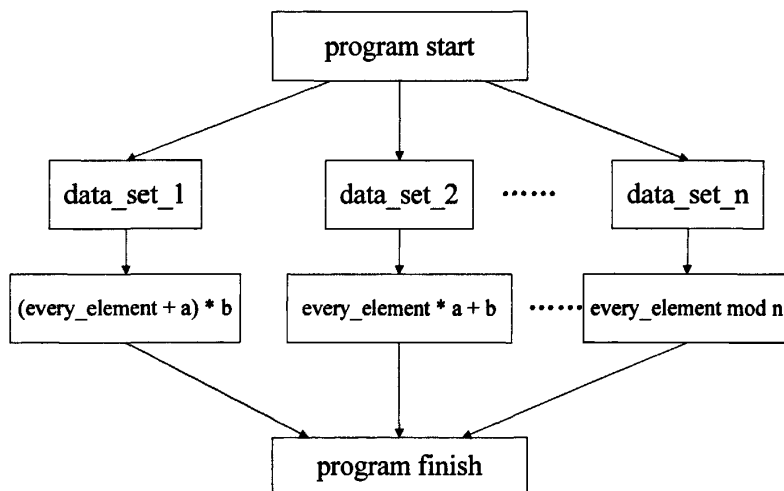 program start
data_set_1 data_set_2 ...... data_set_n
(every_element + a) * b every_element * a + b ...... every_element mod n
program finish